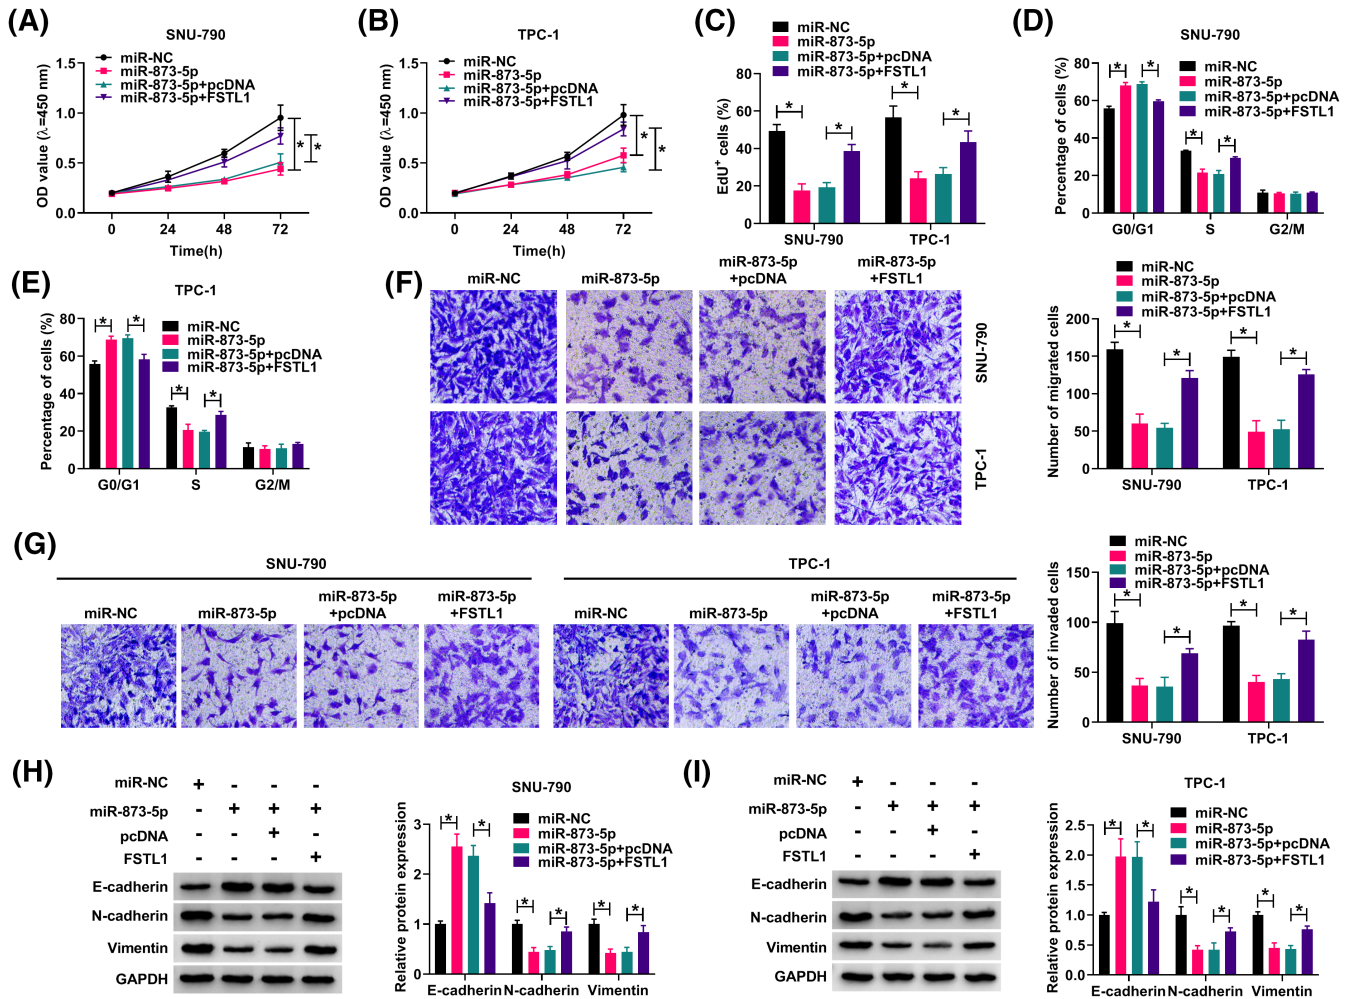 (A)
SNU-790
miR-NC
miR-873-5p
miR-873-5p+pcDNA
miR-873-5p+FSTL1
OD value (λ=450 nm)
1.5
1.0
0.5
0.0
0 24 48 72
Time(h)
*
*
(B)
TPC-1
miR-NC
miR-873-5p
miR-873-5p+pcDNA
miR-873-5p+FSTL1
OD value (λ=450 nm)
1.5
1.0
0.5
0.0
0 24 48 72
Time(h)
*
*
(C)
miR-NC
miR-873-5p
miR-873-5p+pcDNA
miR-873-5p+FSTL1
EdU+ cells (%)
80
60
40
20
0
* * * *
SNU-790 TPC-1
(D)
SNU-790
miR-NC
miR-873-5p
miR-873-5p+pcDNA
miR-873-5p+FSTL1
Percentage of cells (%)
80
60
40
20
0
* * * *
G0/G1 S G2/M
(E)
TPC-1
miR-NC
miR-873-5p
miR-873-5p+pcDNA
miR-873-5p+FSTL1
Percentage of cells (%)
80
60
40
20
0
* * * *
G0/G1 S G2/M
(F)
miR-NC miR-873-5p miR-873-5p +pcDNA miR-873-5p +FSTL1
SNU-790
TPC-1
miR-NC
miR-873-5p
miR-873-5p+pcDNA
miR-873-5p+FSTL1
Number of migrated cells
200
150
100
50
0
* * * *
SNU-790 TPC-1
(G)
SNU-790 TPC-1
miR-NC miR-873-5p miR-873-5p +pcDNA miR-873-5p +FSTL1
miR-NC miR-873-5p miR-873-5p +pcDNA miR-873-5p +FSTL1
miR-NC
miR-873-5p
miR-873-5p+pcDNA
miR-873-5p+FSTL1
Number of invaded cells
150
100
50
0
* * * *
SNU-790 TPC-1
(H)
miR-NC + - - -
miR-873-5p - + + +
pcDNA - - + -
FSTL1 - - - +
E-cadherin
N-cadherin
Vimentin
GAPDH
SNU-790
miR-NC
miR-873-5p
miR-873-5p+pcDNA
miR-873-5p+FSTL1
Relative protein expression
3
2
1
0
* * * * * *
E-cadherin N-cadherin Vimentin
(I)
miR-NC + - - -
miR-873-5p - + + +
pcDNA - - + -
FSTL1 - - - +
E-cadherin
N-cadherin
Vimentin
GAPDH
TPC-1
miR-NC
miR-873-5p
miR-873-5p+pcDNA
miR-873-5p+FSTL1
Relative protein expression
2.5
2.0
1.5
1.0
0.5
0.0
* * * * * *
E-cadherin N-cadherin Vimentin